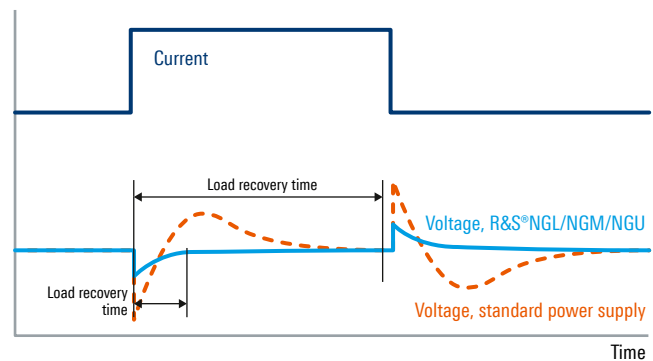 Current
Load recovery time
Voltage, R&S®NGL/NGM/NGU
Load recovery
time
Voltage, standard power supply
Time